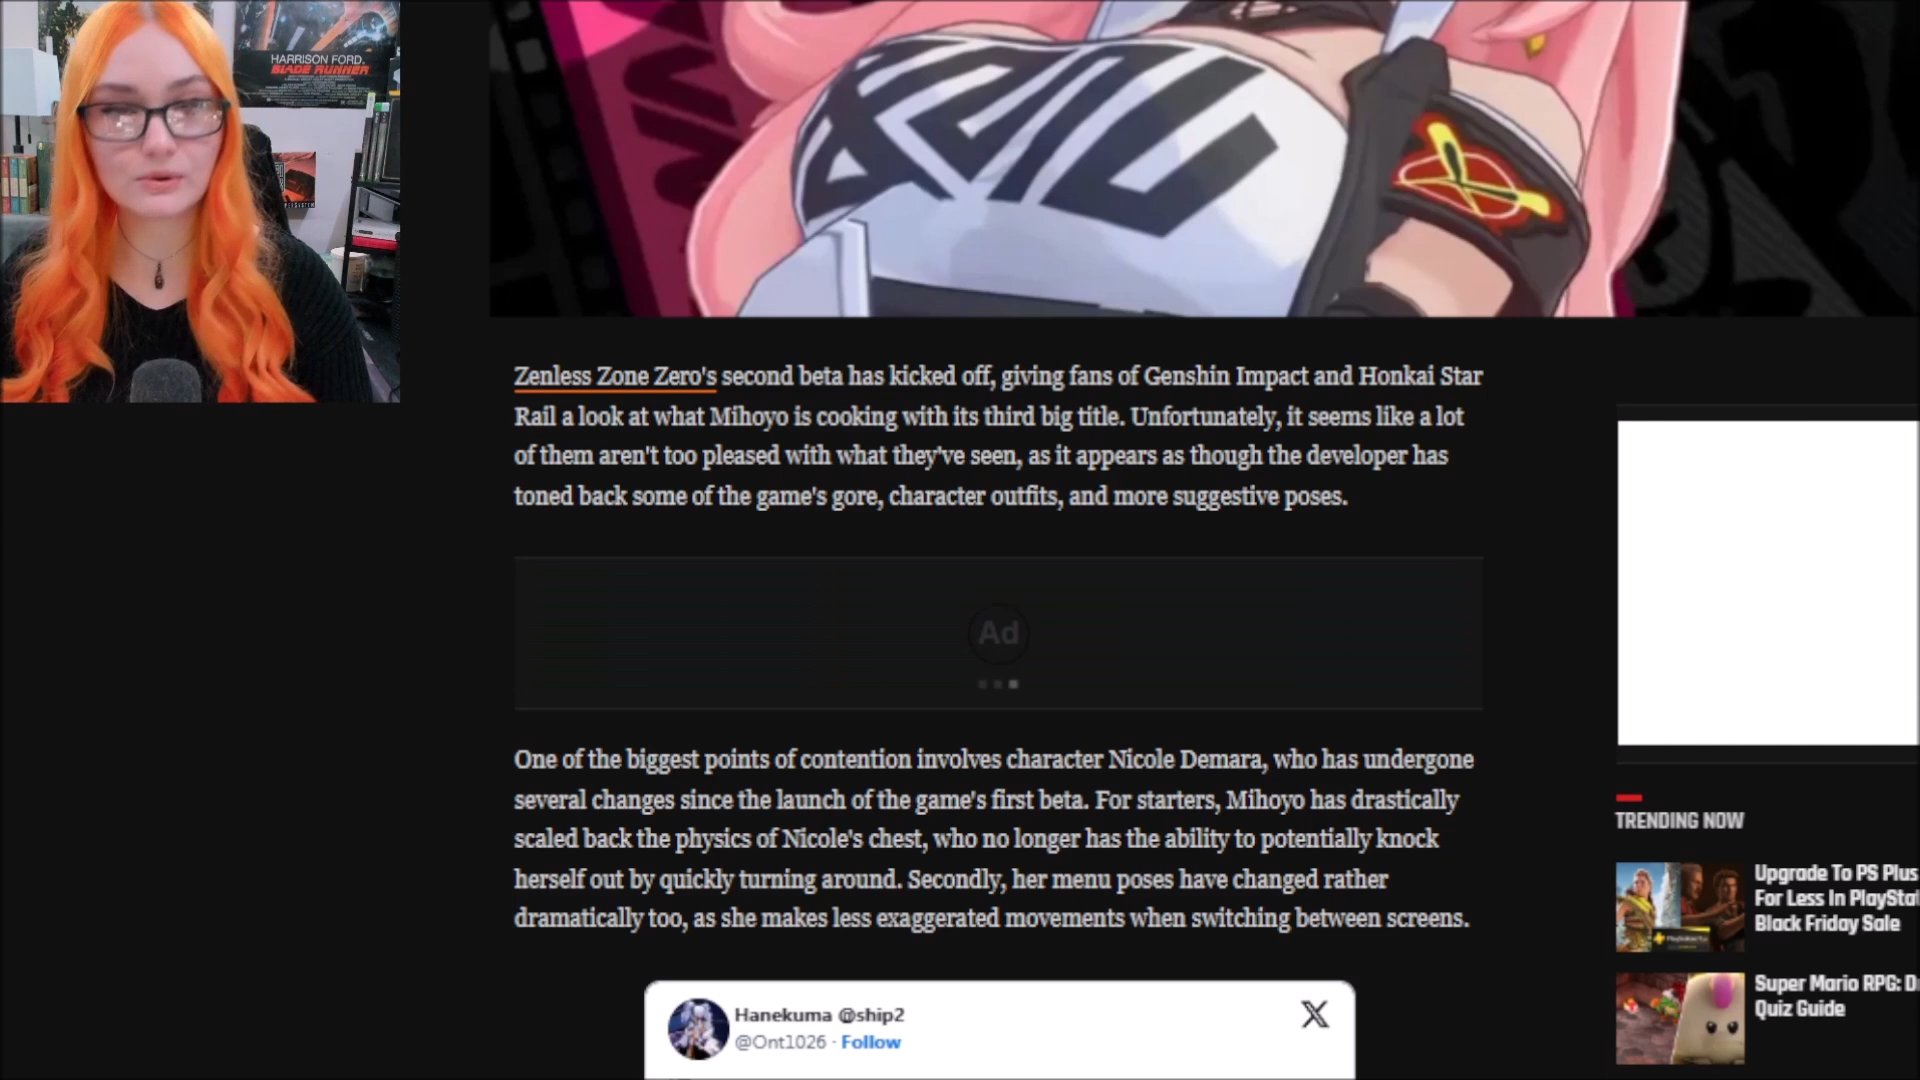 HARRISON FORD.
BLADE RUNNER
Zenless Zone Zero's second beta has kicked off, giving fans of Genshin Impact and Honkai Star
Rail a look at what Mihoyo is cooking with its third big title. Unfortunately, it seems like a lot
of them aren't too pleased with what they've seen, as it appears as though the developer has
toned back some of the game's gore, character outfits, and more suggestive poses.
Ad
One of the biggest points of contention involves character Nicole Demara, who has undergone
several changes since the launch of the game's first beta. For starters, Mihoyo has drastically
scaled back the physics of Nicole's chest, who no longer has the ability to potentially knock
herself out by quickly turning around. Secondly, her menu poses have changed rather
dramatically too, as she makes less exaggerated movements when switching between screens.
Hanekuma @ship2
@Ont1026 · Follow
TRENDING NOW
Upgrade To PS Plus
For Less In PlayStat
Black Friday Sale
Super Mario RPG: D
Quiz Guide